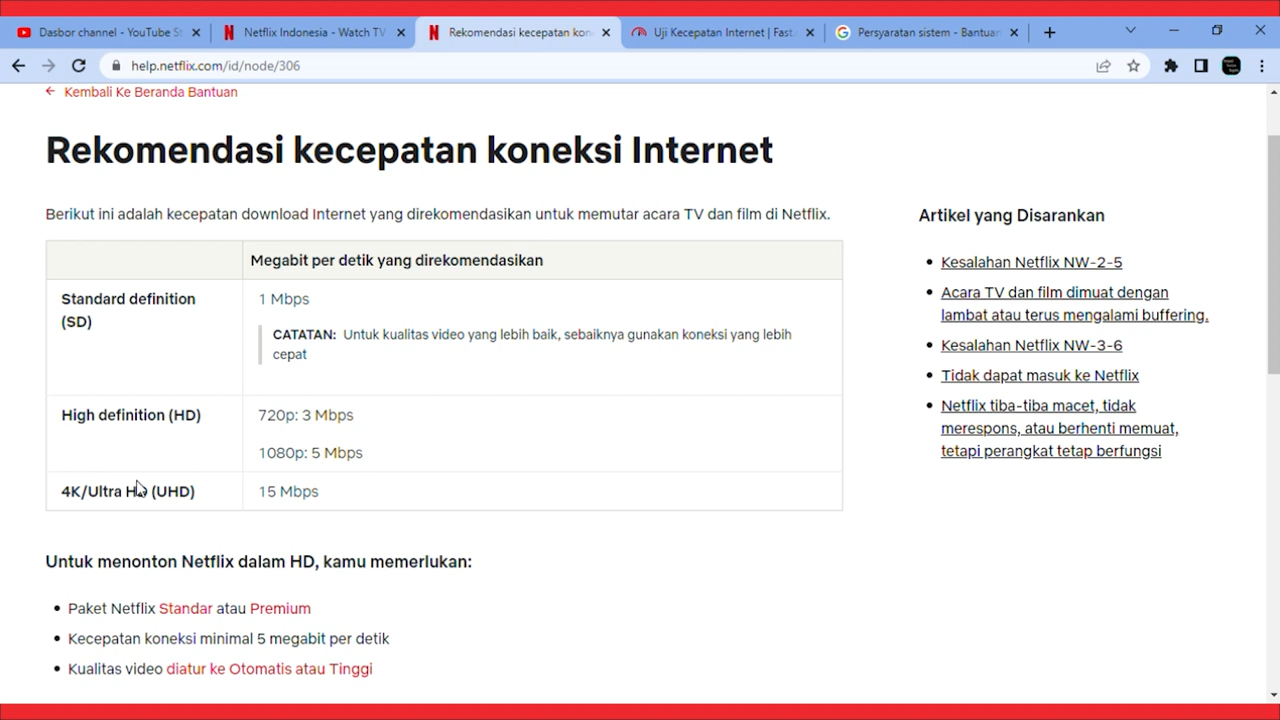 Dasbor channel - YouTube S
Netflix Indonesia - Watch TV
Rekomendasi kecepatan kon
Uji Kecepatan Internet | Fast.
Persyaratan sistem - Bantuan
help.netflix.com/id/node/306
Kembali Ke Beranda Bantuan
Rekomendasi kecepatan koneksi Internet
Berikut ini adalah kecepatan download Internet yang direkomendasikan untuk memutar acara TV dan film di Netflix.
Megabit per detik yang direkomendasikan
Standard definition
(SD)
1 Mbps
CATATAN: Untuk kualitas video yang lebih baik, sebaiknya gunakan koneksi yang lebih
cepat
High definition (HD)
720p: 3 Mbps
1080p: 5 Mbps
4K/Ultra HD (UHD)
15 Mbps
Untuk menonton Netflix dalam HD, kamu memerlukan:
• Paket Netflix Standar atau Premium
• Kecepatan koneksi minimal 5 megabit per detik
• Kualitas video diatur ke Otomatis atau Tinggi
Artikel yang Disarankan
• Kesalahan Netflix NW-2-5
• Acara TV dan film dimuat dengan
lambat atau terus mengalami buffering.
• Kesalahan Netflix NW-3-6
• Tidak dapat masuk ke Netflix
• Netflix tiba-tiba macet, tidak
merespons, atau berhenti memuat,
tetapi perangkat tetap berfungsi